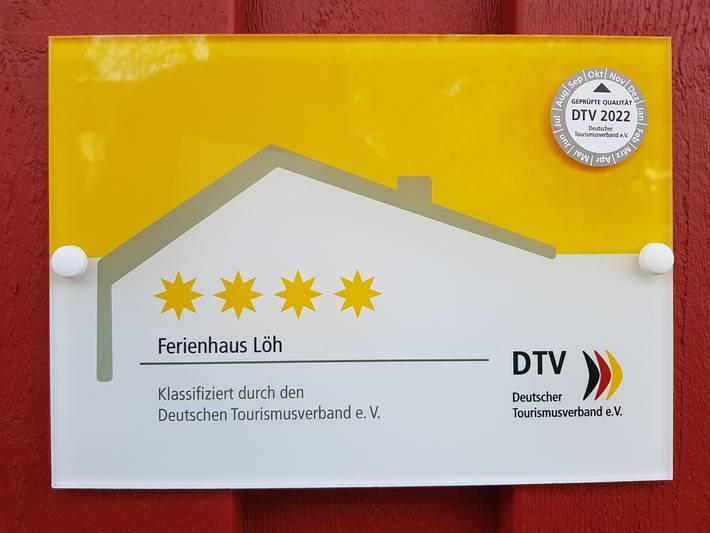 Jan Feb Mrz Apr Mai Jun Jul Aug Sep Okt Nov Dez
GEPRÜFTE QUALITÄT
DTV 2022
Deutscher
Tourismusverband e.V.
Ferienhaus Löh
Klassifiziert durch den
Deutschen Tourismusverband e. V.
DTV
Deutscher
Tourismusverband e.V.